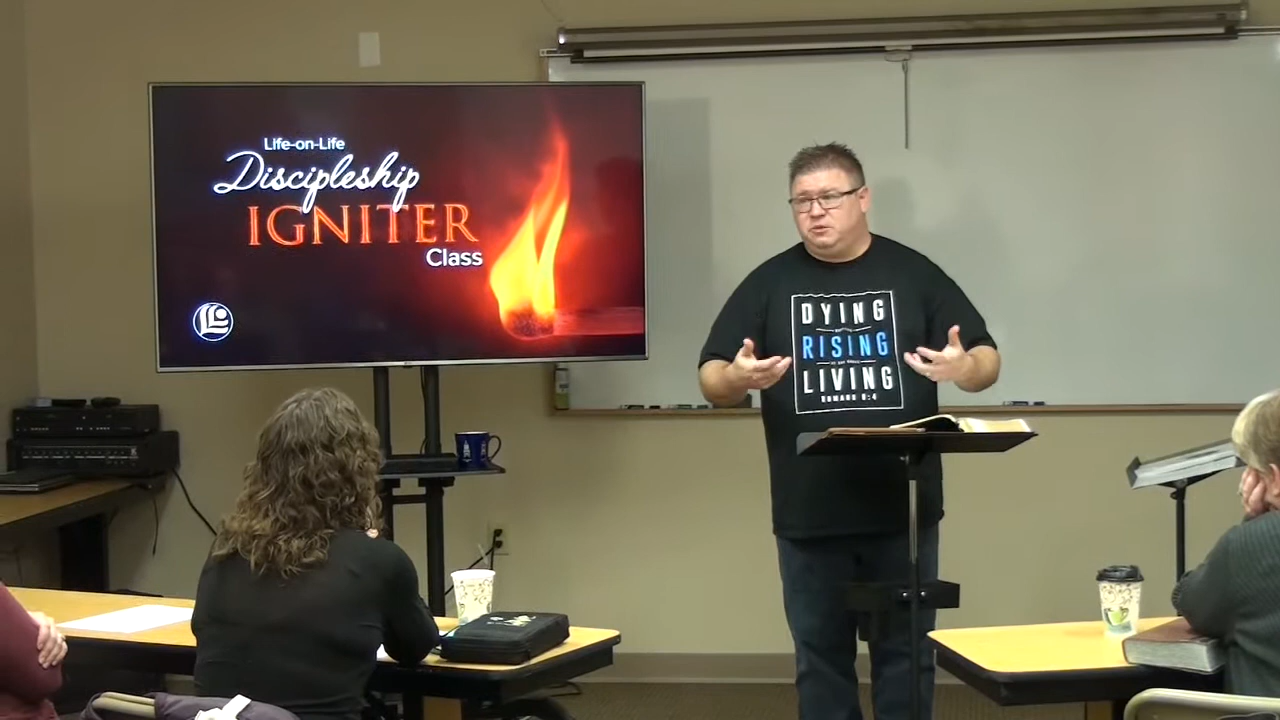 Life-on-Life
Discipleship
IGNITER
Class
DYING
RISING
LIVING
ROMANS 6:4